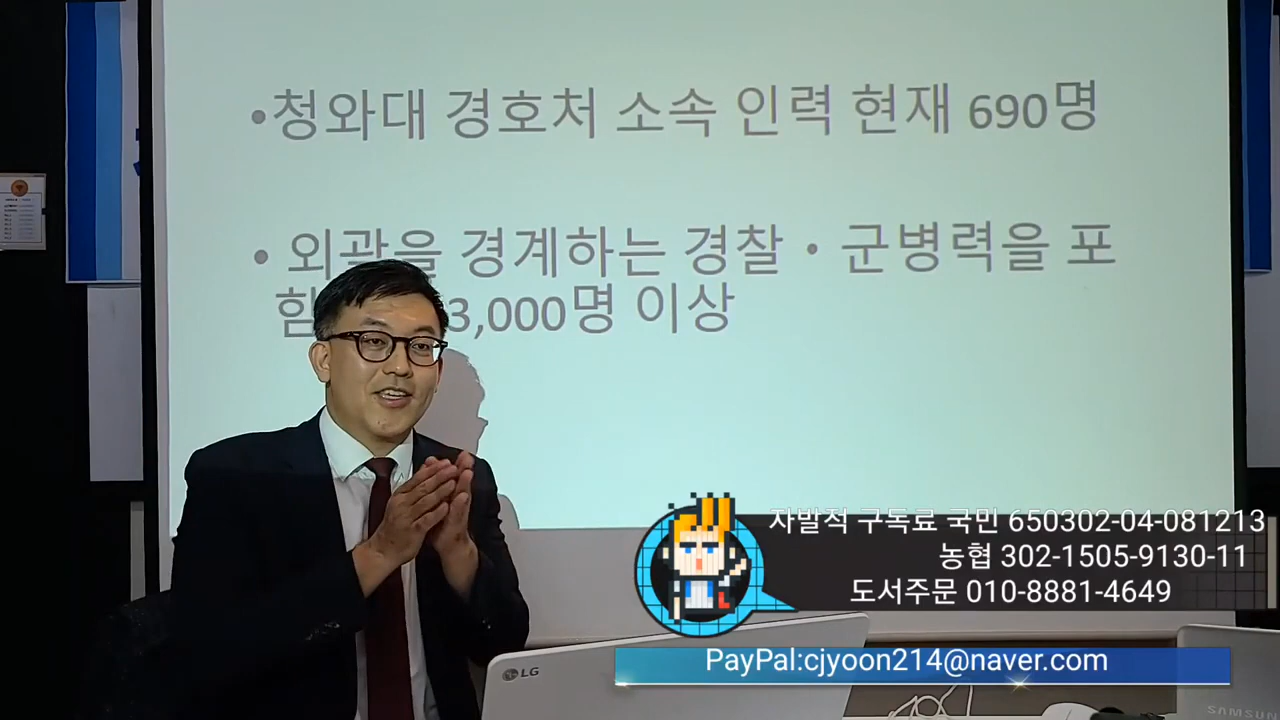 •청와대 경호처 소속 인력 현재 690명
• 외곽을 경계하는 경찰・군병력을 포
함 3,000명 이상
자발적 구독료 국민 650302-04-081213
농협 302-1505-9130-11
도서주문 010-8881-4649
PayPal:cjyoon214@naver.com
LG
SAMSUN